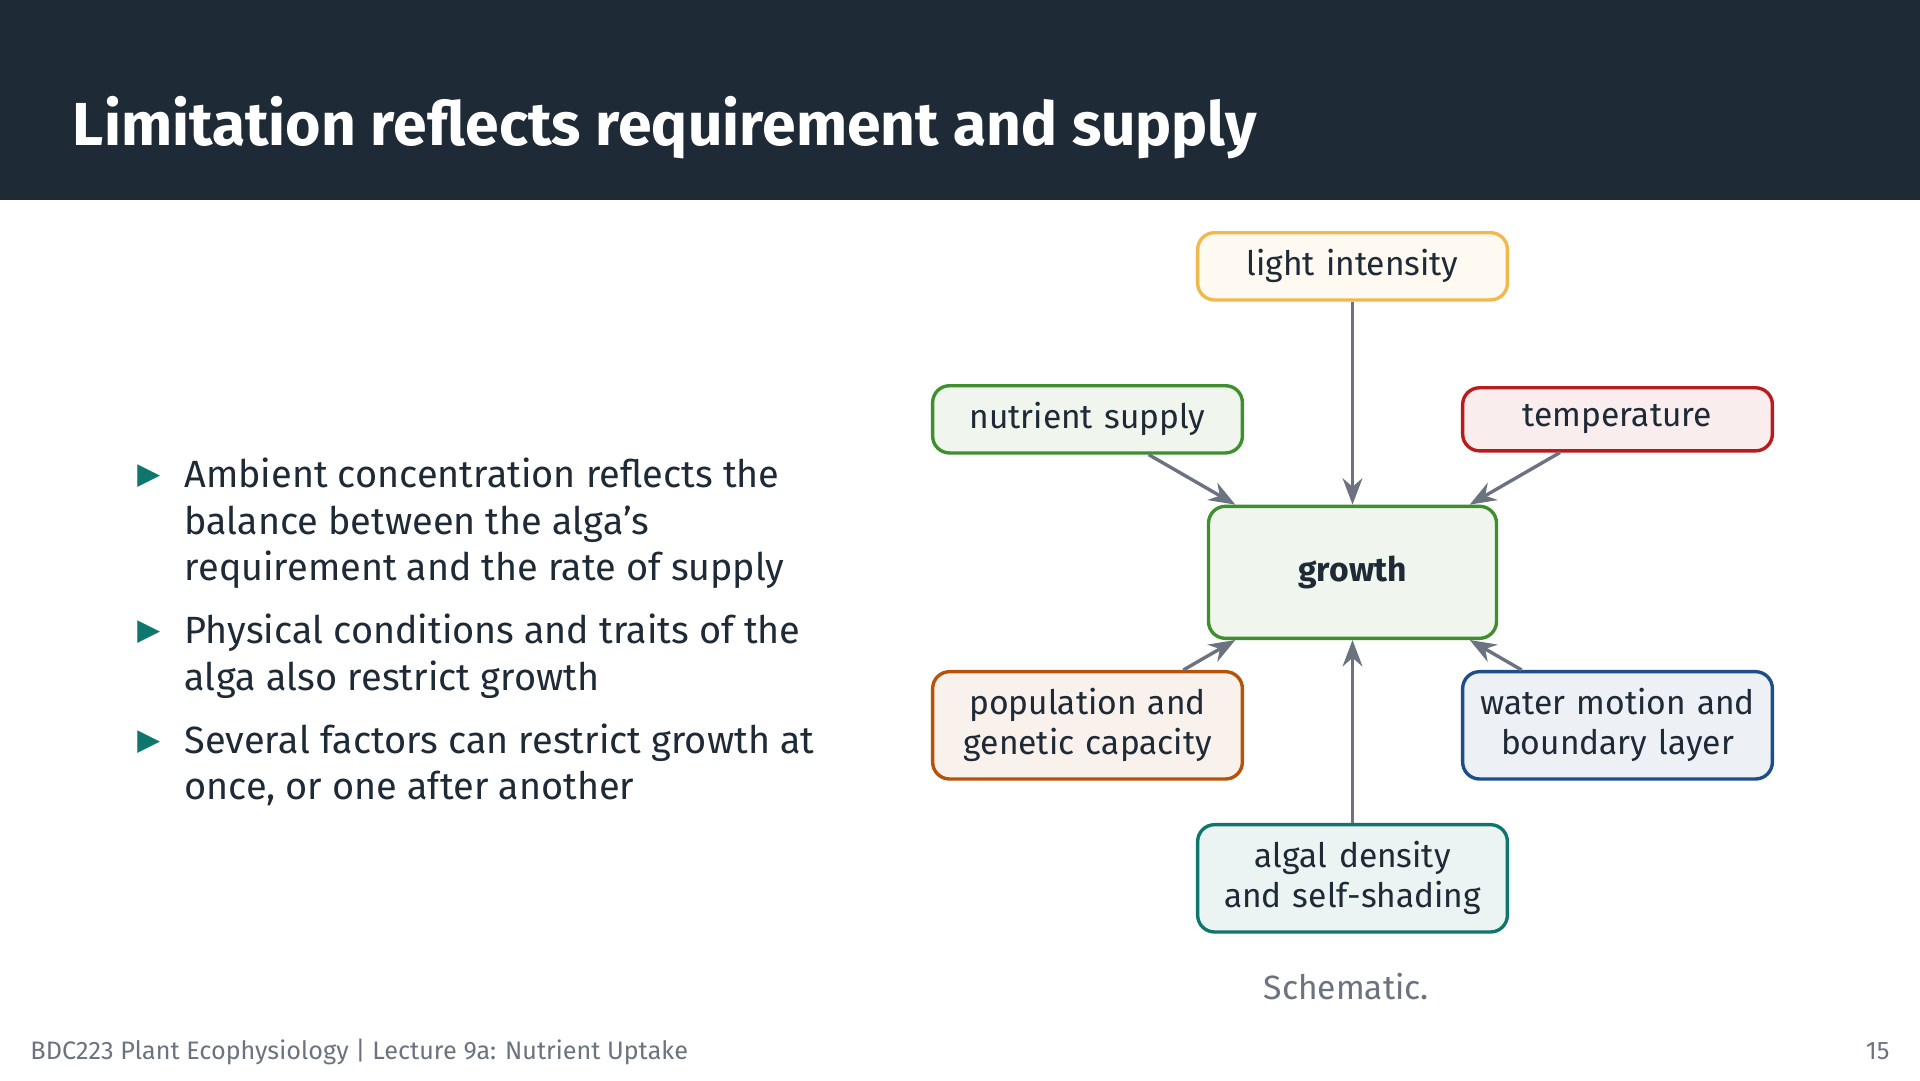 Limitation reflects requirement and supply
▶ Ambient concentration reflects the
balance between the alga’s
requirement and the rate of supply
▶ Physical conditions and traits of the
alga also restrict growth
▶ Several factors can restrict growth at
once, or one after another
light intensity
nutrient supply
temperature
growth
population and
genetic capacity
water motion and
boundary layer
algal density
and self-shading
Schematic.
BDC223 Plant Ecophysiology | Lecture 9a: Nutrient Uptake
15